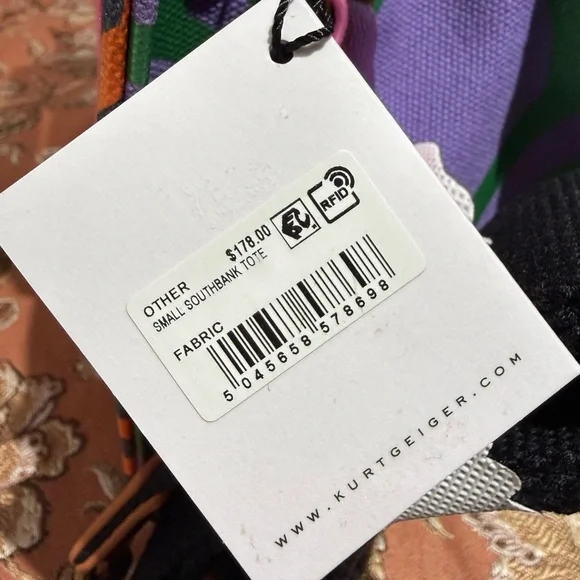 OTHER $178.00
SMALL SOUTHBANK TOTE
FABRIC
RFID
5 045658 578698
WWW.KURTGEIGER.COM